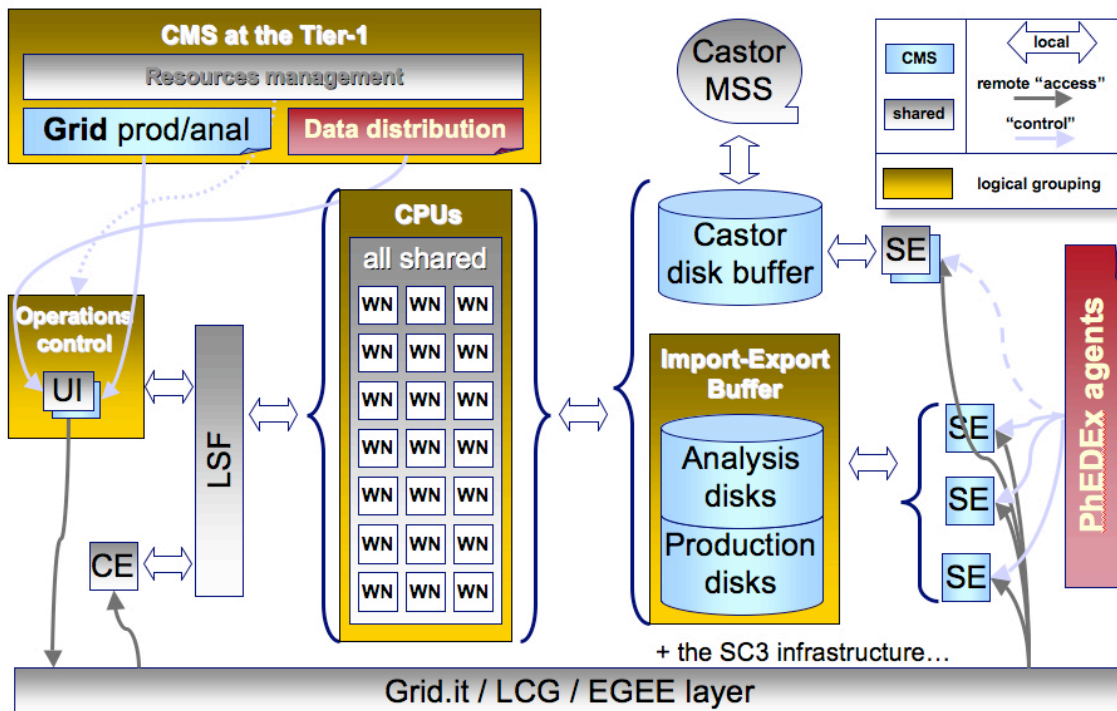 CMS at the Tier-1
Resources management
Grid prod/anal
Data distribution
Castor
MSS
CMS
shared
local
remote “access”
“control”
logical grouping
CPUs
all shared
WN WN WN
WN WN WN
WN WN WN
WN WN WN
WN WN WN
WN WN WN
WN WN WN
Castor
disk buffer
SE
Operations
control
UI
LSF
CE
Import-Export
Buffer
Analysis
disks
Production
disks
SE
SE
SE
PhEDEx agents
+ the SC3 infrastructure…
Grid.it / LCG / EGEE layer